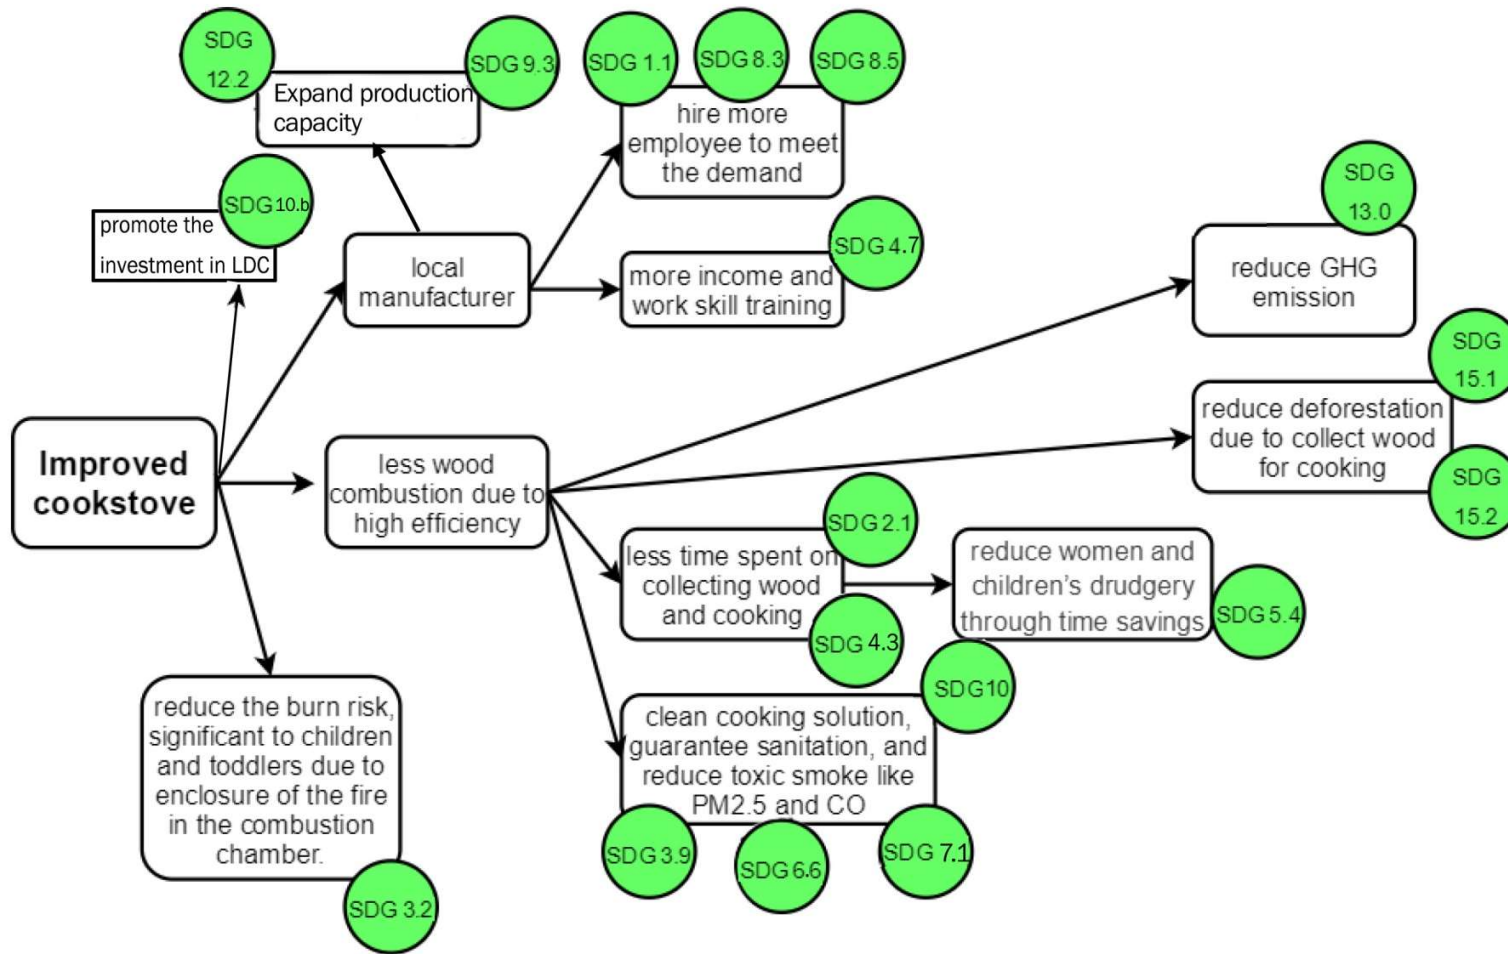 SDG
12.2
SDG 9.3
Expand production
capacity
SDG 1.1
SDG 8.3
SDG 8.5
hire more
employee to meet
the demand
SDG 10.b
promote the
investment in LDC
local
manufacturer
SDG 4.7
more income and
work skill training
SDG
13.0
reduce GHG
emission
SDG
15.1
reduce deforestation
due to collect wood
for cooking
SDG
15.2
Improved
cookstove
less wood
combustion due to
high efficiency
SDG 2.1
less time spent on
collecting wood
and cooking
SDG 4.3
reduce women and
children’s drudgery
through time savings
SDG 5.4
SDG 10
clean cooking solution,
guarantee sanitation, and
reduce toxic smoke like
PM2.5 and CO
SDG 3.9
SDG 6.6
SDG 7.1
reduce the burn risk,
significant to children
and toddlers due to
enclosure of the fire
in the combustion
chamber.
SDG 3.2